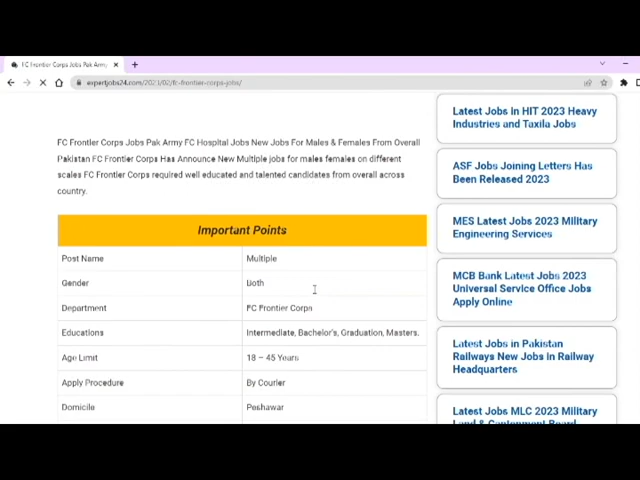 FC Frontier Corps Jobs Pak Army
expertjobs24.com/2023/02/fc-frontier-corps-jobs/
FC Frontier Corps Jobs Pak Army FC Hospital Jobs New Jobs For Males & Females From Overall
Pakistan FC Frontier Corps Has Announce New Multiple jobs for males females on different
scales FC Frontier Corps required well educated and talented candidates from overall across
country.
Important Points
Post Name Multiple
Gender Both
Department FC Frontier Corps
Educations Intermediate, Bachelor's, Graduation, Masters.
Age Limit 18 – 45 Years
Apply Procedure By Courier
Domicile Peshawar
Latest Jobs in HIT 2023 Heavy
Industries and Taxila Jobs
ASF Jobs Joining Letters Has
Been Released 2023
MES Latest Jobs 2023 Military
Engineering Services
MCB Bank Latest Jobs 2023
Universal Service Office Jobs
Apply Online
Latest Jobs in Pakistan
Railways New Jobs in Railway
Headquarters
Latest Jobs MLC 2023 Military
Land & Cantonment Board